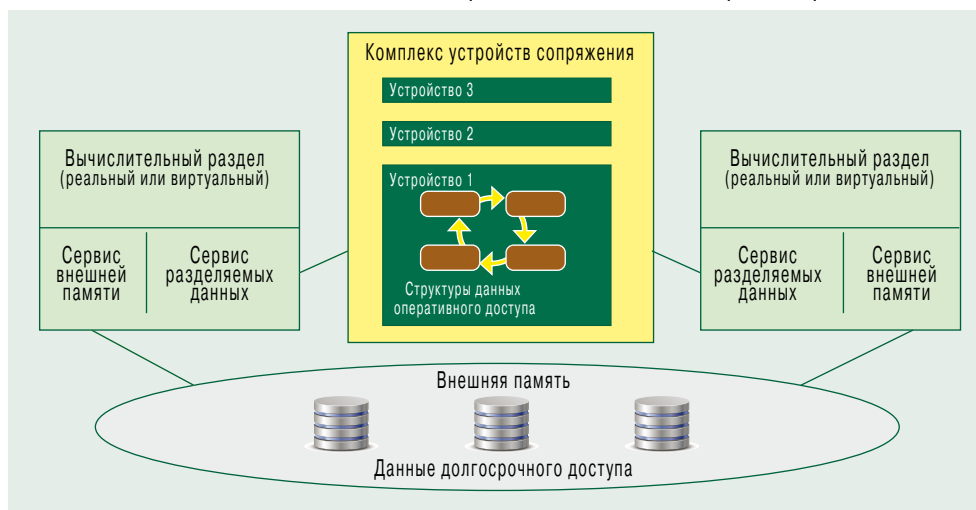 Комплекс устройств сопряжения
Устройство 3
Устройство 2
Устройство 1
Структуры данных
оперативного доступа
Вычислительный раздел
(реальный или виртуальный)
Сервис
внешней
памяти
Сервис
разделяемых
данных
Вычислительный раздел
(реальный или виртуальный)
Сервис
разделяемых
данных
Сервис
внешней
памяти
Внешняя память
Данные долгосрочного доступа